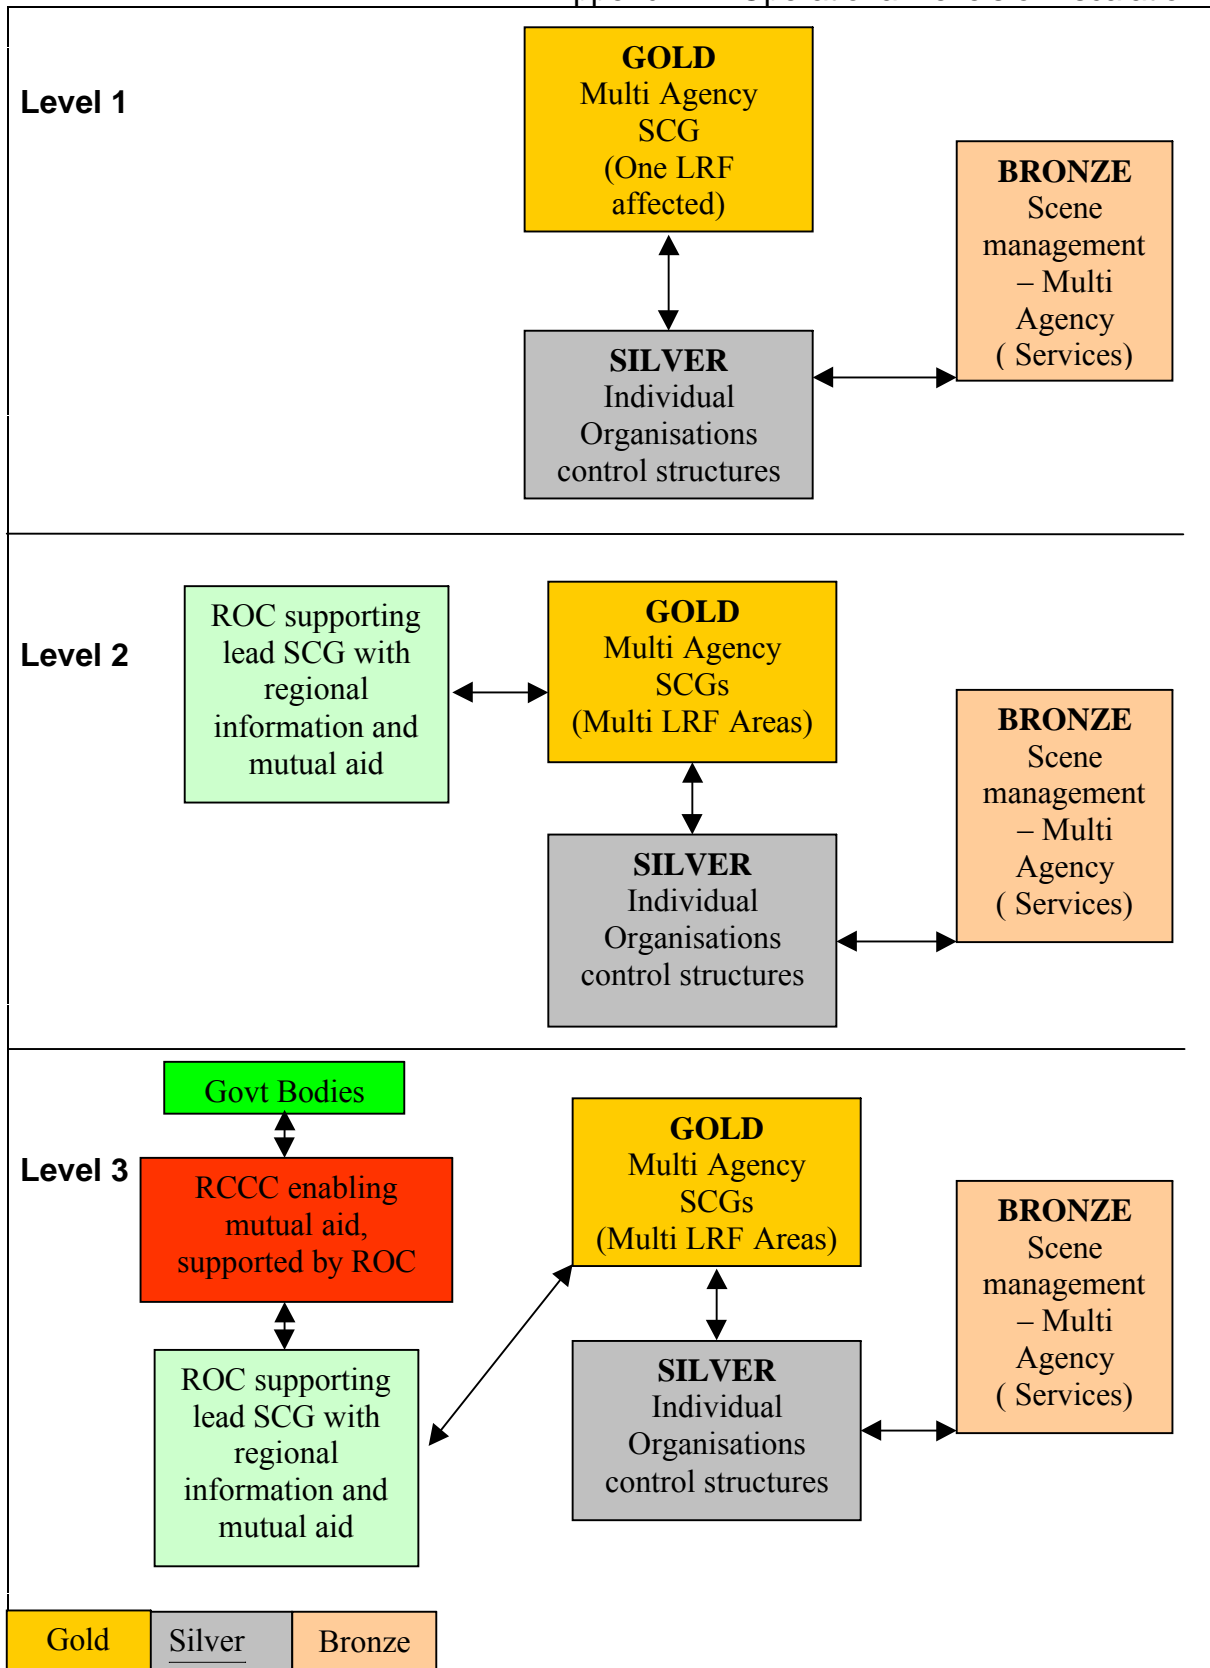 Level 1
GOLD
Multi Agency
SCG
(One LRF
affected)
BRONZE
Scene
management
– Multi
Agency
( Services)
SILVER
Individual
Organisations
control structures
Level 2
ROC supporting
lead SCG with
regional
information and
mutual aid
GOLD
Multi Agency
SCGs
(Multi LRF Areas)
BRONZE
Scene
management
– Multi
Agency
( Services)
SILVER
Individual
Organisations
control structures
Level 3
Govt Bodies
RCCC enabling
mutual aid,
supported by ROC
ROC supporting
lead SCG with
regional
information and
mutual aid
GOLD
Multi Agency
SCGs
(Multi LRF Areas)
SILVER
Individual
Organisations
control structures
BRONZE
Scene
management
– Multi
Agency
( Services)
Gold
Silver
Bronze